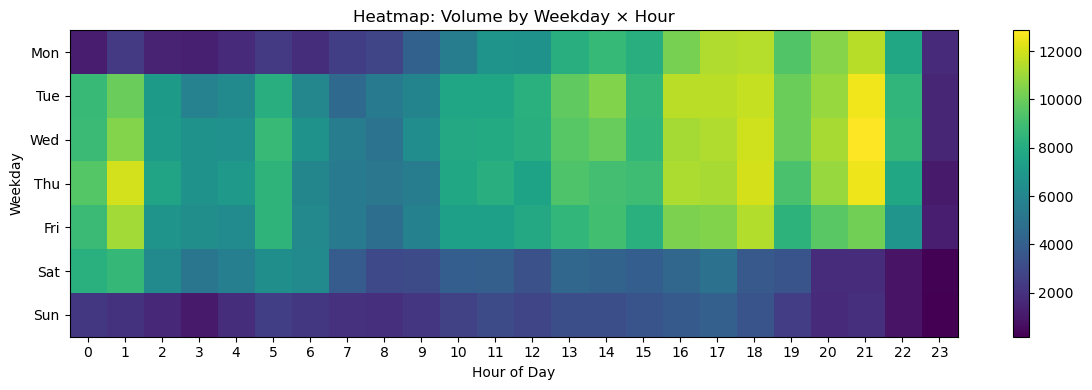 Heatmap: Volume by Weekday × Hour
Weekday
Mon
Tue
Wed
Thu
Fri
Sat
Sun
0 1 2 3 4 5 6 7 8 9 10 11 12 13 14 15 16 17 18 19 20 21 22 23
Hour of Day
12000
10000
8000
6000
4000
2000